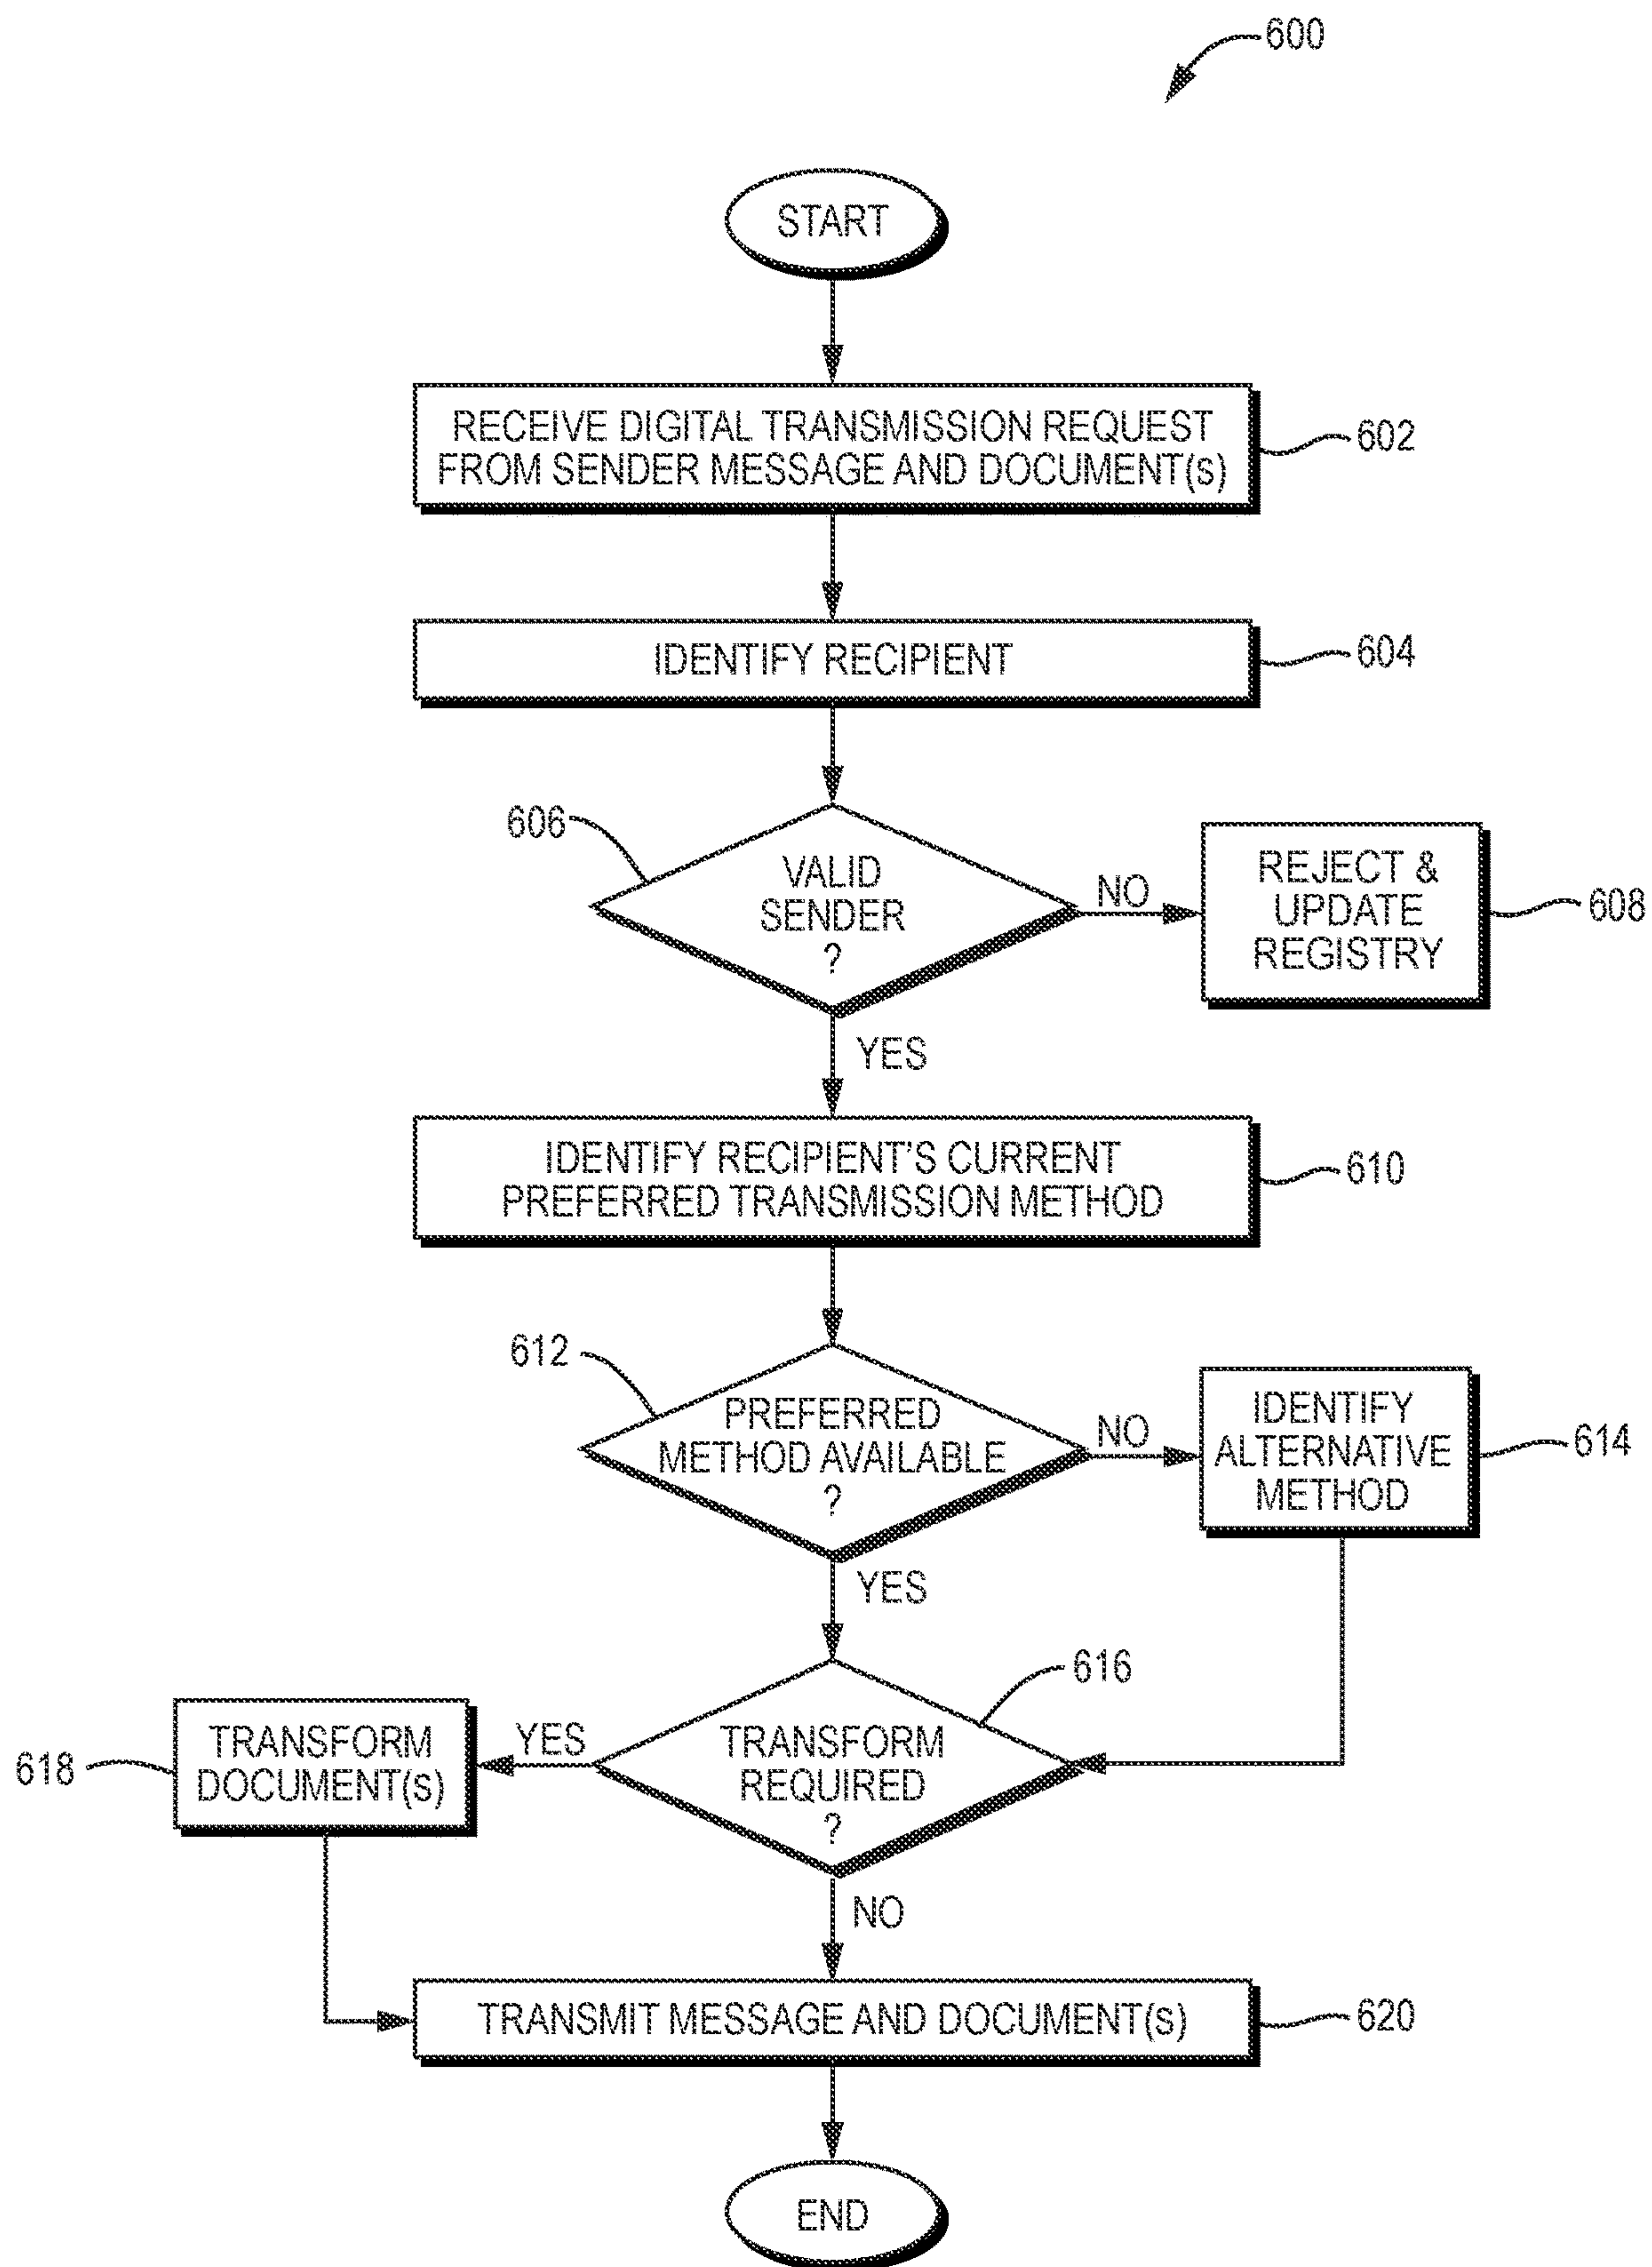 600
START
RECEIVE DIGITAL TRANSMISSION REQUEST
FROM SENDER MESSAGE AND DOCUMENT(s)
602
IDENTIFY RECIPIENT
604
606
VALID
SENDER
?
NO
REJECT &
UPDATE
REGISTRY
608
YES
IDENTIFY RECIPIENT'S CURRENT
PREFERRED TRANSMISSION METHOD
610
612
PREFERRED
METHOD AVAILABLE
?
NO
IDENTIFY
ALTERNATIVE
METHOD
614
YES
616
TRANSFORM
REQUIRED
?
YES
TRANSFORM
DOCUMENT(s)
618
NO
TRANSMIT MESSAGE AND DOCUMENT(s)
620
END